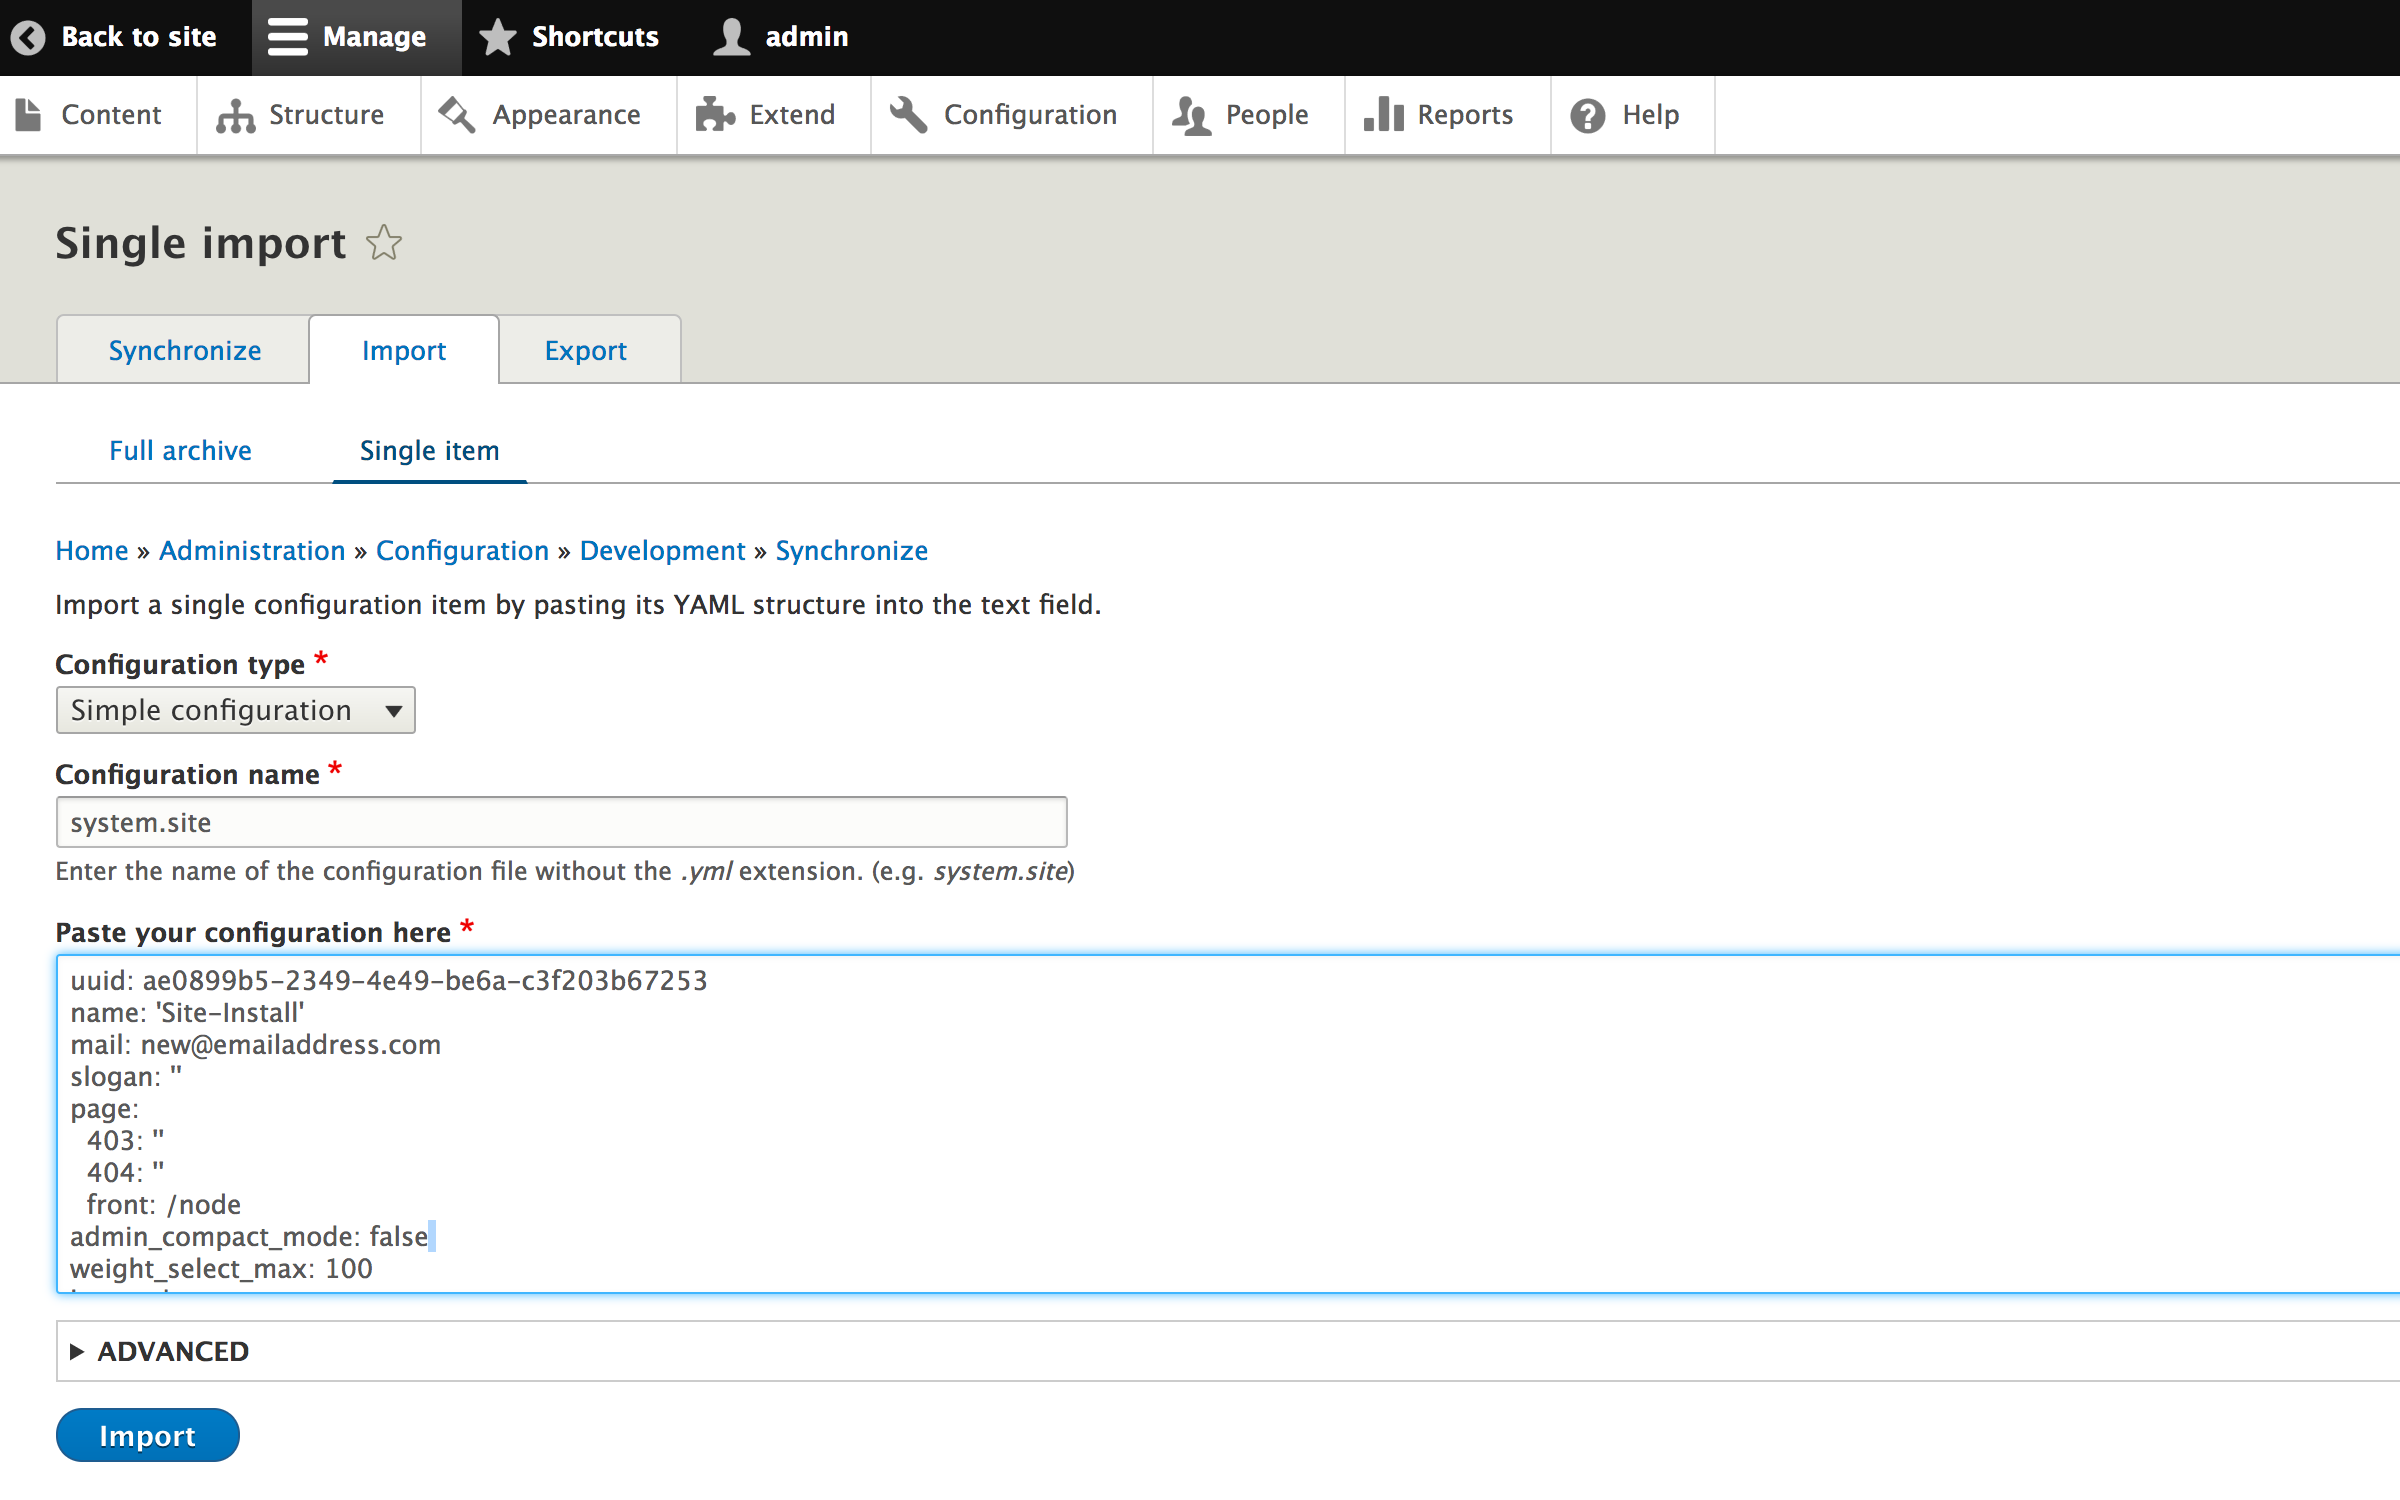 Back to site Manage Shortcuts admin
Content Structure Appearance Extend Configuration People Reports Help
Single import
Synchronize Import Export
Full archive Single item
Home » Administration » Configuration » Development » Synchronize
Import a single configuration item by pasting its YAML structure into the text field.
Configuration type *
Simple configuration
Configuration name *
system.site
Enter the name of the configuration file without the .yml extension. (e.g. system.site)
Paste your configuration here *
uuid: ae0899b5-2349-4e49-be6a-c3f203b67253
name: 'Site-Install'
mail: new@emailaddress.com
slogan: ''
page:
403: ''
404: ''
front: /node
admin_compact_mode: false
weight_select_max: 100
ADVANCED
Import